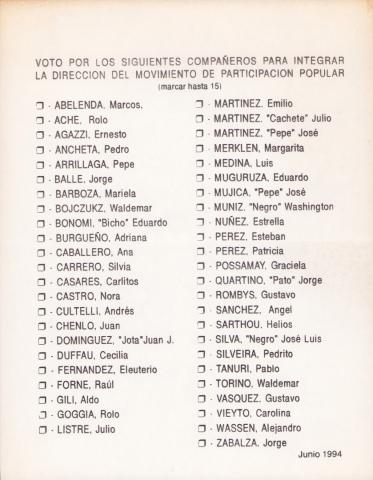 VOTO POR LOS SIGUIENTES COMPAÑEROS PARA INTEGRAR
LA DIRECCION DEL MOVIMIENTO DE PARTICIPACION POPULAR
(marcar hasta 15)
❒ - ABELENDA, Marcos,
❒ - ACHE, Rolo
❒ - AGAZZI, Ernesto
❒ - ANCHETA, Pedro
❒ - ARRILLAGA, Pepe
❒ - BALLE, Jorge
❒ - BARBOZA, Mariela
❒ - BOJCZUKZ, Waldemar
❒ - BONOMI, "Bicho" Eduardo
❒ - BURGUEÑO, Adriana
❒ - CABALLERO, Ana
❒ - CARRERO, Silvia
❒ - CASARES, Carlitos
❒ - CASTRO, Nora
❒ - CULTELLI, Andrés
❒ - CHENLO, Juan
❒ - DOMINGUEZ, "Jota"Juan J.
❒ - DUFFAU, Cecilia
❒ - FERNANDEZ, Eleuterio
❒ - FORNE, Raúl
❒ - GILI, Aldo
❒ - GOGGIA, Rolo
❒ - LISTRE, Julio
❒ - MARTINEZ, Emilio
❒ - MARTINEZ, "Cachete" Julio
❒ - MARTINEZ, "Pepe" José
❒ - MERKLEN, Margarita
❒ - MEDINA, Luis
❒ - MUGURUZA, Eduardo
❒ - MUJICA, "Pepe" José
❒ - MUNIZ, "Negro" Washington
❒ - NUÑEZ, Estrella
❒ - PEREZ, Esteban
❒ - PEREZ, Patricia
❒ - POSSAMAY, Graciela
❒ - QUARTINO, "Pato" Jorge
❒ - ROMBYS, Gustavo
❒ - SANCHEZ, Angel
❒ - SARTHOU, Helios
❒ - SILVA, "Negro" José Luis
❒ - SILVEIRA, Pedrito
❒ - TANURI, Pablo
❒ - TORINO, Waldemar
❒ - VASQUEZ, Gustavo
❒ - VIEYTO, Carolina
❒ - WASSEN, Alejandro
❒ - ZABALZA, Jorge
Junio 1994